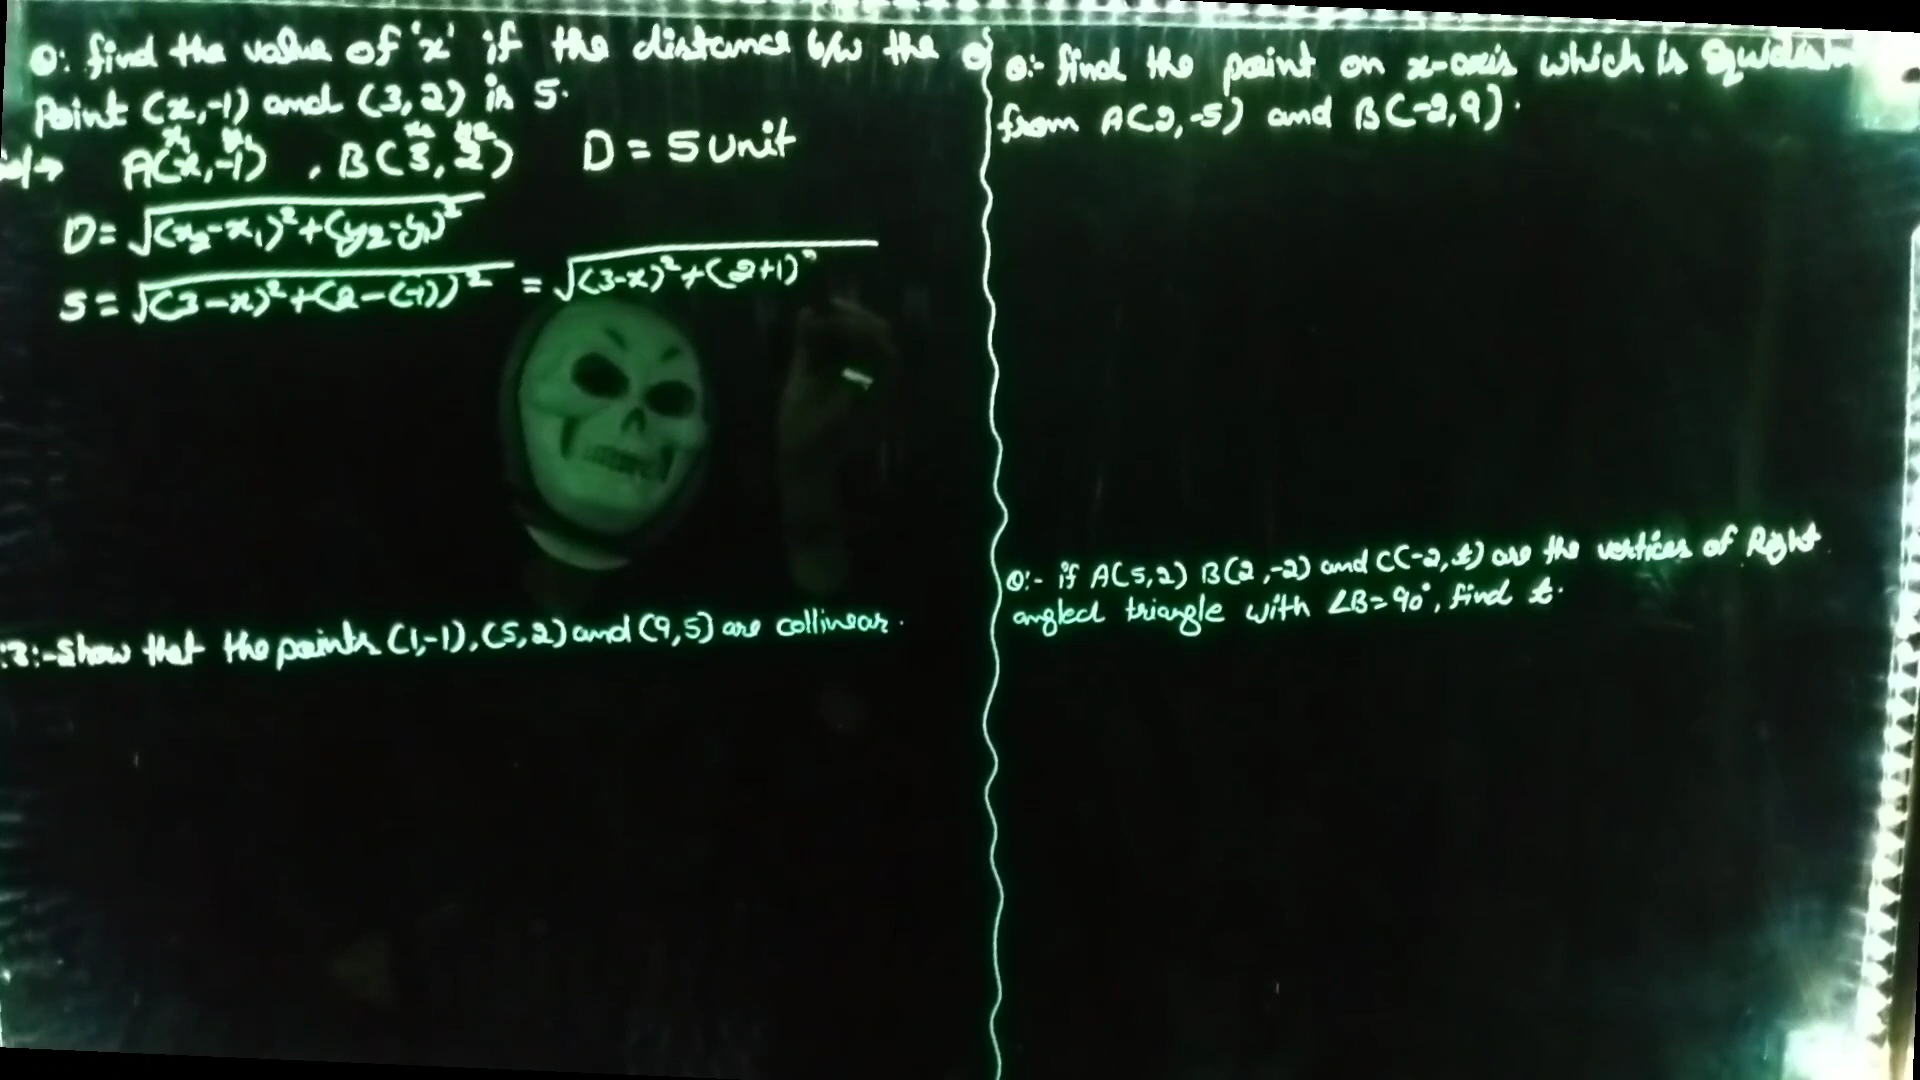 Q: find the value of 'x' if the distance b/w the
Point (x,-1) and (3,2) is 5.
A(x,-1) , B(3,2) D = 5 unit
x₁ y₁ x₂ y₂
D = √(x₂-x₁)²+(y₂-y₁)²
5 = √(3-x)²+(2-(-1))² = √(3-x)²+(2+1)²
:3:- Show that the points (1,-1), (5,2) and (9,5) are collinear.
Q:- find the point on x-axis which is
from A(2,-5) and B(-2,9).
Q:- if A(5,2) B(2,-2) and C(-2,t) are the vertices of Right
angled triangle with ∠B=90°, find t.